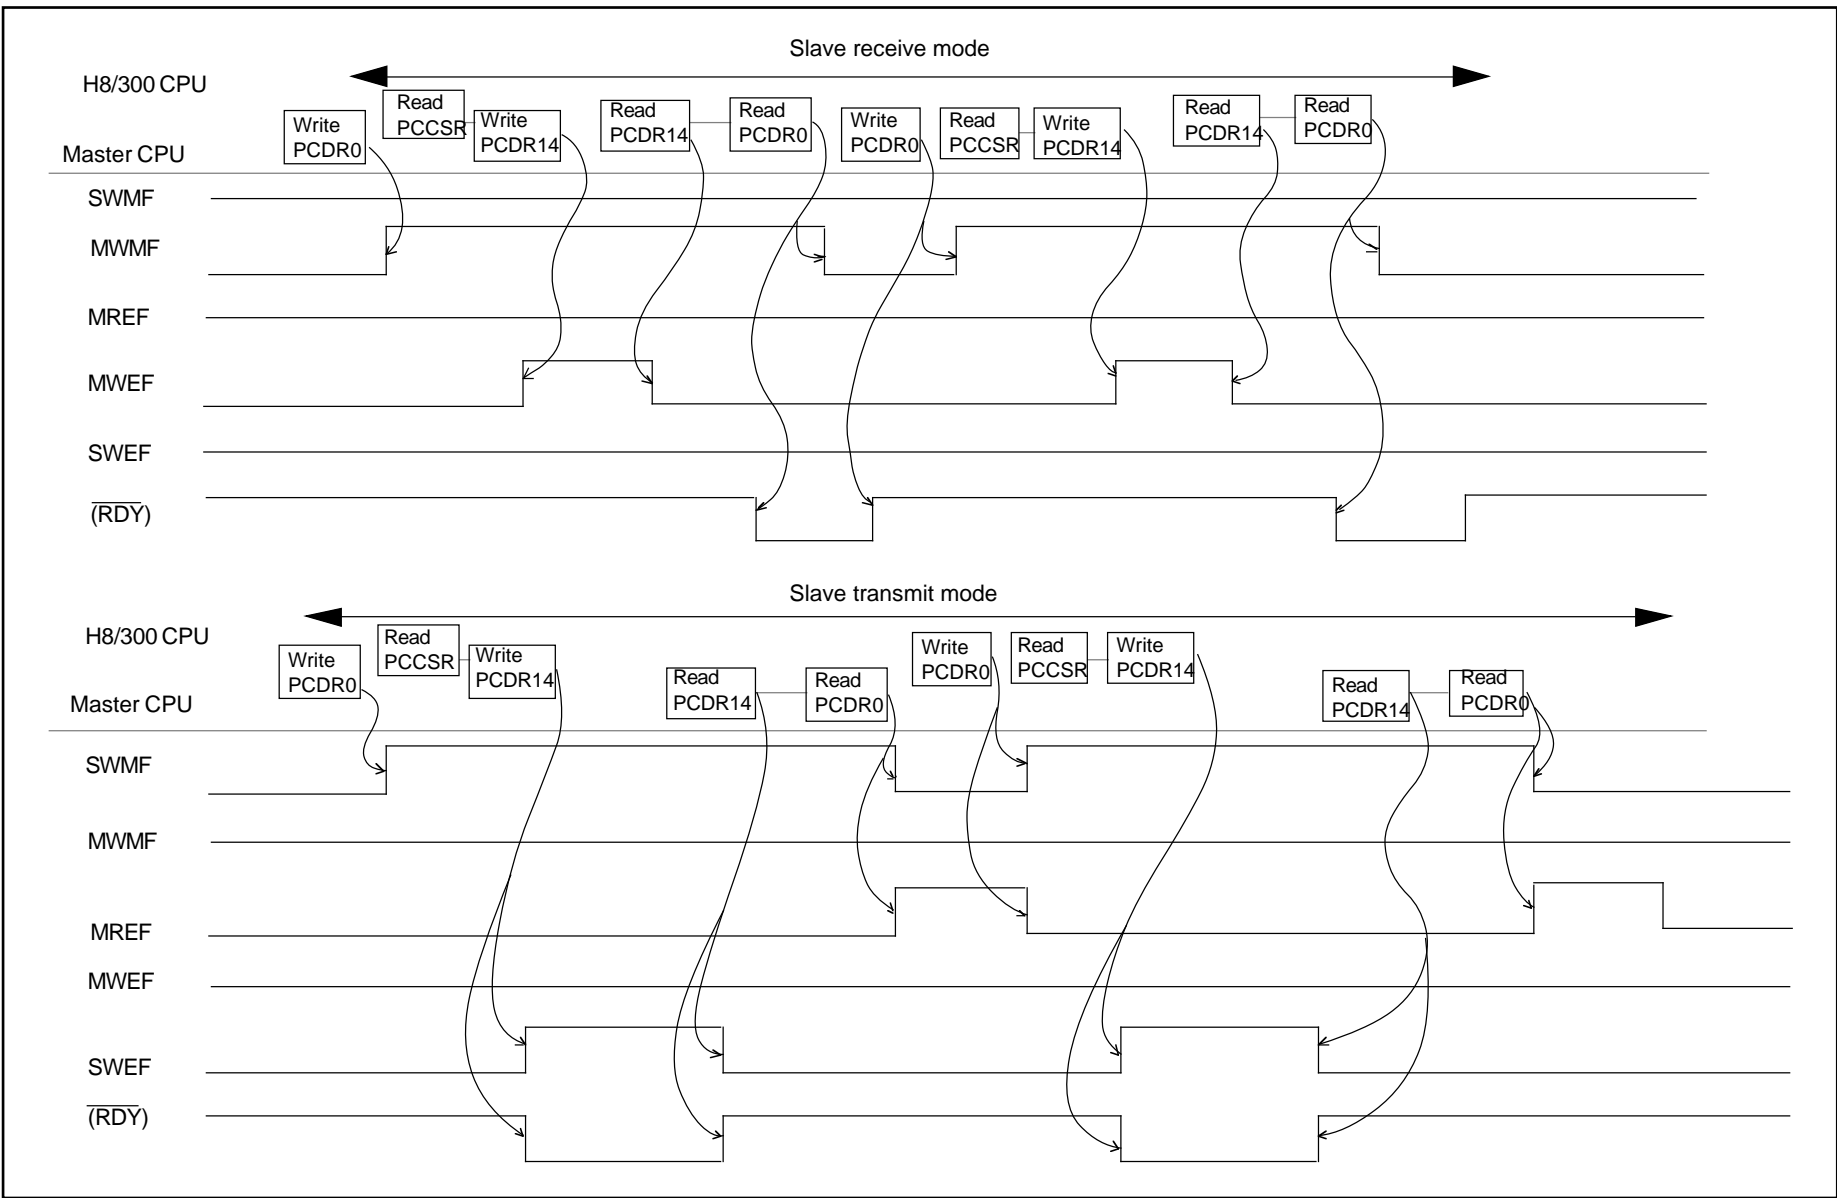 Slave receive mode
H8/300 CPU
Write
PCDR0
Read
PCCSR
Write
PCDR14
Read
PCDR14
Read
PCDR0
Write
PCDR0
Read
PCCSR
Write
PCDR14
Read
PCDR14
Read
PCDR0
Master CPU
SWMF
MWMF
MREF
MWEF
SWEF
(RDY)
Slave transmit mode
H8/300 CPU
Write
PCDR0
Read
PCCSR
Write
PCDR14
Read
PCDR14
Read
PCDR0
Write
PCDR0
Read
PCCSR
Write
PCDR14
Read
PCDR14
Read
PCDR0
Master CPU
SWMF
MWMF
MREF
MWEF
SWEF
(RDY)